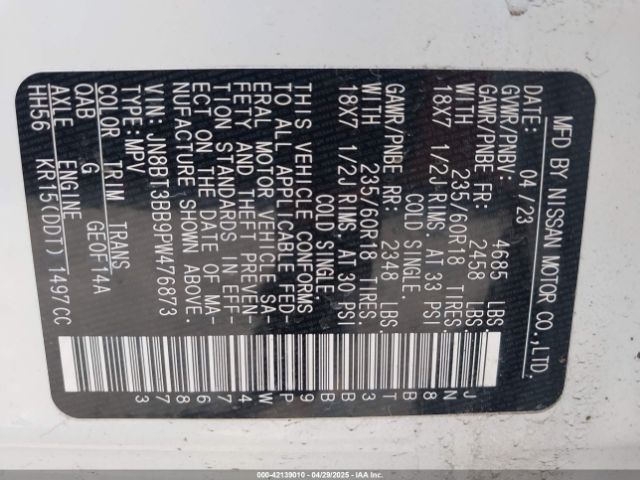 MFD BY NISSAN MOTOR CO.,LTD.
DATE: 04/23
GVWR/PNBV: 4685 LBS.
GAWR/PNBE FR: 2458 LBS.
WITH 235/60R18 TIRES.
18X7 1/2J RIMS. AT 33 PSI
COLD SINGLE.
GAWR/PNBE RR: 2348 LBS.
WITH 235/60R18 TIRES.
18X7 1/2J RIMS. AT 30 PSI
COLD SINGLE.
THIS VEHICLE CONFORMS
TO ALL APPLICABLE FED-
ERAL MOTOR VEHICLE SA-
FETY AND THEFT PREVEN-
TION STANDARDS IN EFF-
ECT ON THE DATE OF MA-
NUFACTURE SHOWN ABOVE.
VIN: JN8BT3BB9PW476873
TYPE: MPV
COLOR TRIM TRANS
QAB G GE0F14A
AXLE ENGINE
HH56 KR15(DDT) 1497CC
JN8BT3BB9PW476873
000-42139010 - 04/29/2025 - IAAI.COM